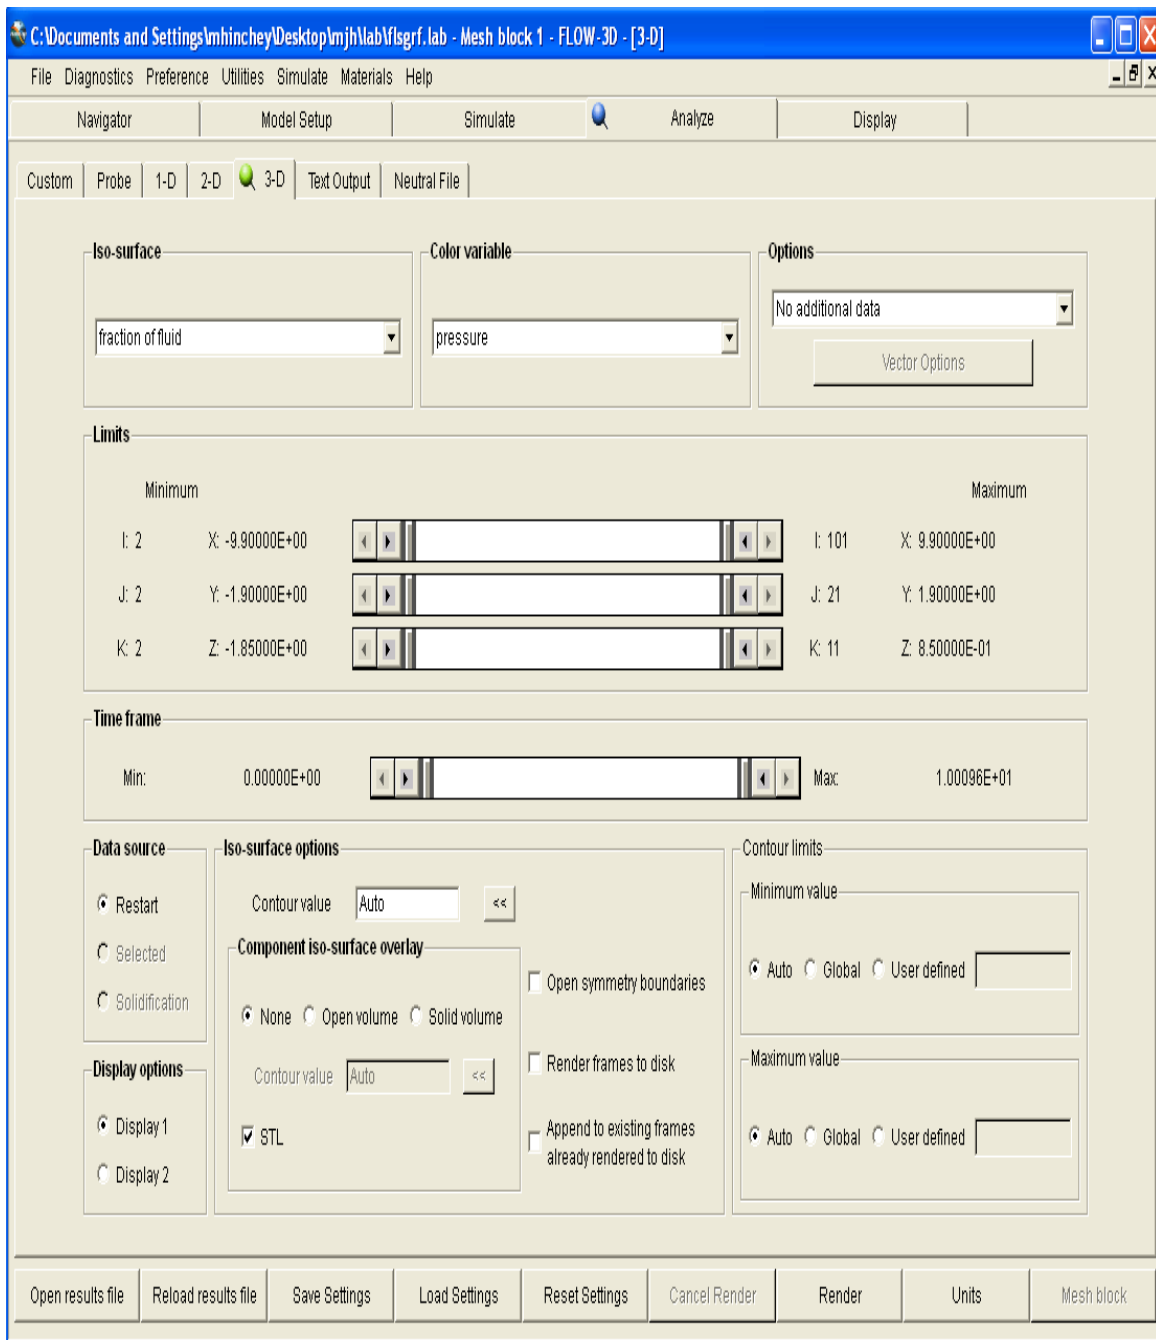 C:\Documents and Settings\mhinchey\Desktop\mjh\lab\flsgrf.lab - Mesh block 1 - FLOW-3D - [3-D]
File Diagnostics Preference Utilities Simulate Materials Help
Navigator Model Setup Simulate Analyze Display
Custom Probe 1-D 2-D 3-D Text Output Neutral File
Iso-surface Color variable Options
No additional data
fraction of fluid pressure
Vector Options
Limits
Minimum Maximum
I: 2 X: -9.90000E+00 I: 101 X: 9.90000E+00
J: 2 Y: -1.90000E+00 J: 21 Y: 1.90000E+00
K: 2 Z: -1.85000E+00 K: 11 Z: 8.50000E-01
Time frame
Min: 0.00000E+00 Max: 1.00096E+01
Data source
Restart
Selected
Solidification
Display options
Display 1
Display 2
Iso-surface options
Contour value Auto <<
Component iso-surface overlay
None Open volume Solid volume
Contour value Auto <<
STL
Open symmetry boundaries
Render frames to disk
Append to existing frames
already rendered to disk
Contour limits
Minimum value
Auto Global User defined
Maximum value
Auto Global User defined
Open results file Reload results file Save Settings Load Settings Reset Settings Cancel Render Render Units Mesh block